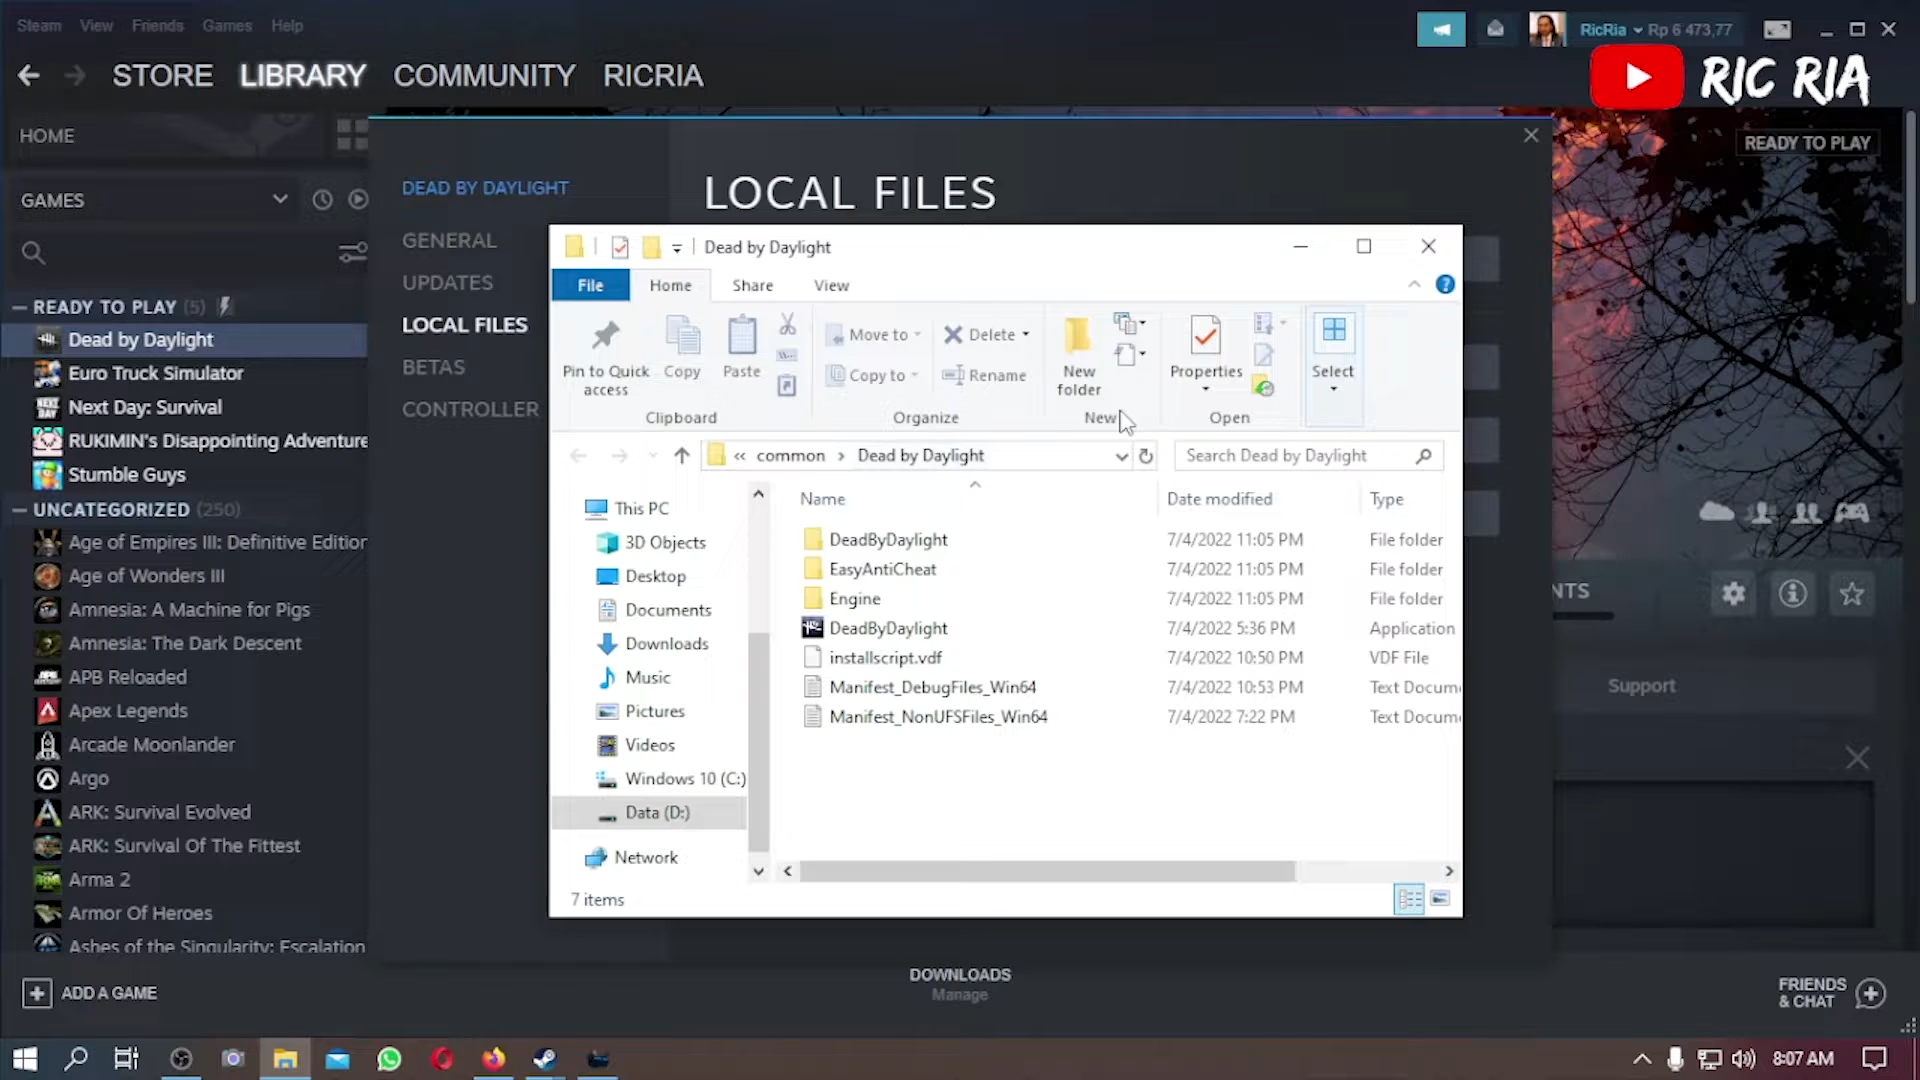 Steam View Friends Games Help
RicRia Rp 6 473,77
STORE LIBRARY COMMUNITY RICRIA
RIC RIA
HOME
READY TO PLAY
GAMES
READY TO PLAY (5)
Dead by Daylight
Euro Truck Simulator
Next Day: Survival
RUKIMIN's Disappointing Adventure
Stumble Guys
UNCATEGORIZED (250)
Age of Empires III: Definitive Edition
Age of Wonders III
Amnesia: A Machine for Pigs
Amnesia: The Dark Descent
APB Reloaded
Apex Legends
Arcade Moonlander
Argo
ARK: Survival Evolved
ARK: Survival Of The Fittest
Arma 2
Armor Of Heroes
Ashes of the Singularity: Escalation
ADD A GAME
DEAD BY DAYLIGHT
GENERAL
UPDATES
LOCAL FILES
BETAS
CONTROLLER
LOCAL FILES
Dead by Daylight
File Home Share View
Pin to Quick access
Copy
Paste
Clipboard
Move to
Copy to
Delete
Rename
Organize
New folder
New
Properties
Open
Select
« common › Dead by Daylight
Search Dead by Daylight
This PC
3D Objects
Desktop
Documents
Downloads
Music
Pictures
Videos
Windows 10 (C:)
Data (D:)
Network
Name Date modified Type
DeadByDaylight 7/4/2022 11:05 PM File folder
EasyAntiCheat 7/4/2022 11:05 PM File folder
Engine 7/4/2022 11:05 PM File folder
DeadByDaylight 7/4/2022 5:36 PM Application
installscript.vdf 7/4/2022 10:50 PM VDF File
Manifest_DebugFiles_Win64 7/4/2022 10:53 PM Text Docum
Manifest_NonUFSFiles_Win64 7/4/2022 7:22 PM Text Docum
7 items
NTS
Support
DOWNLOADS
Manage
FRIENDS
& CHAT
8:07 AM